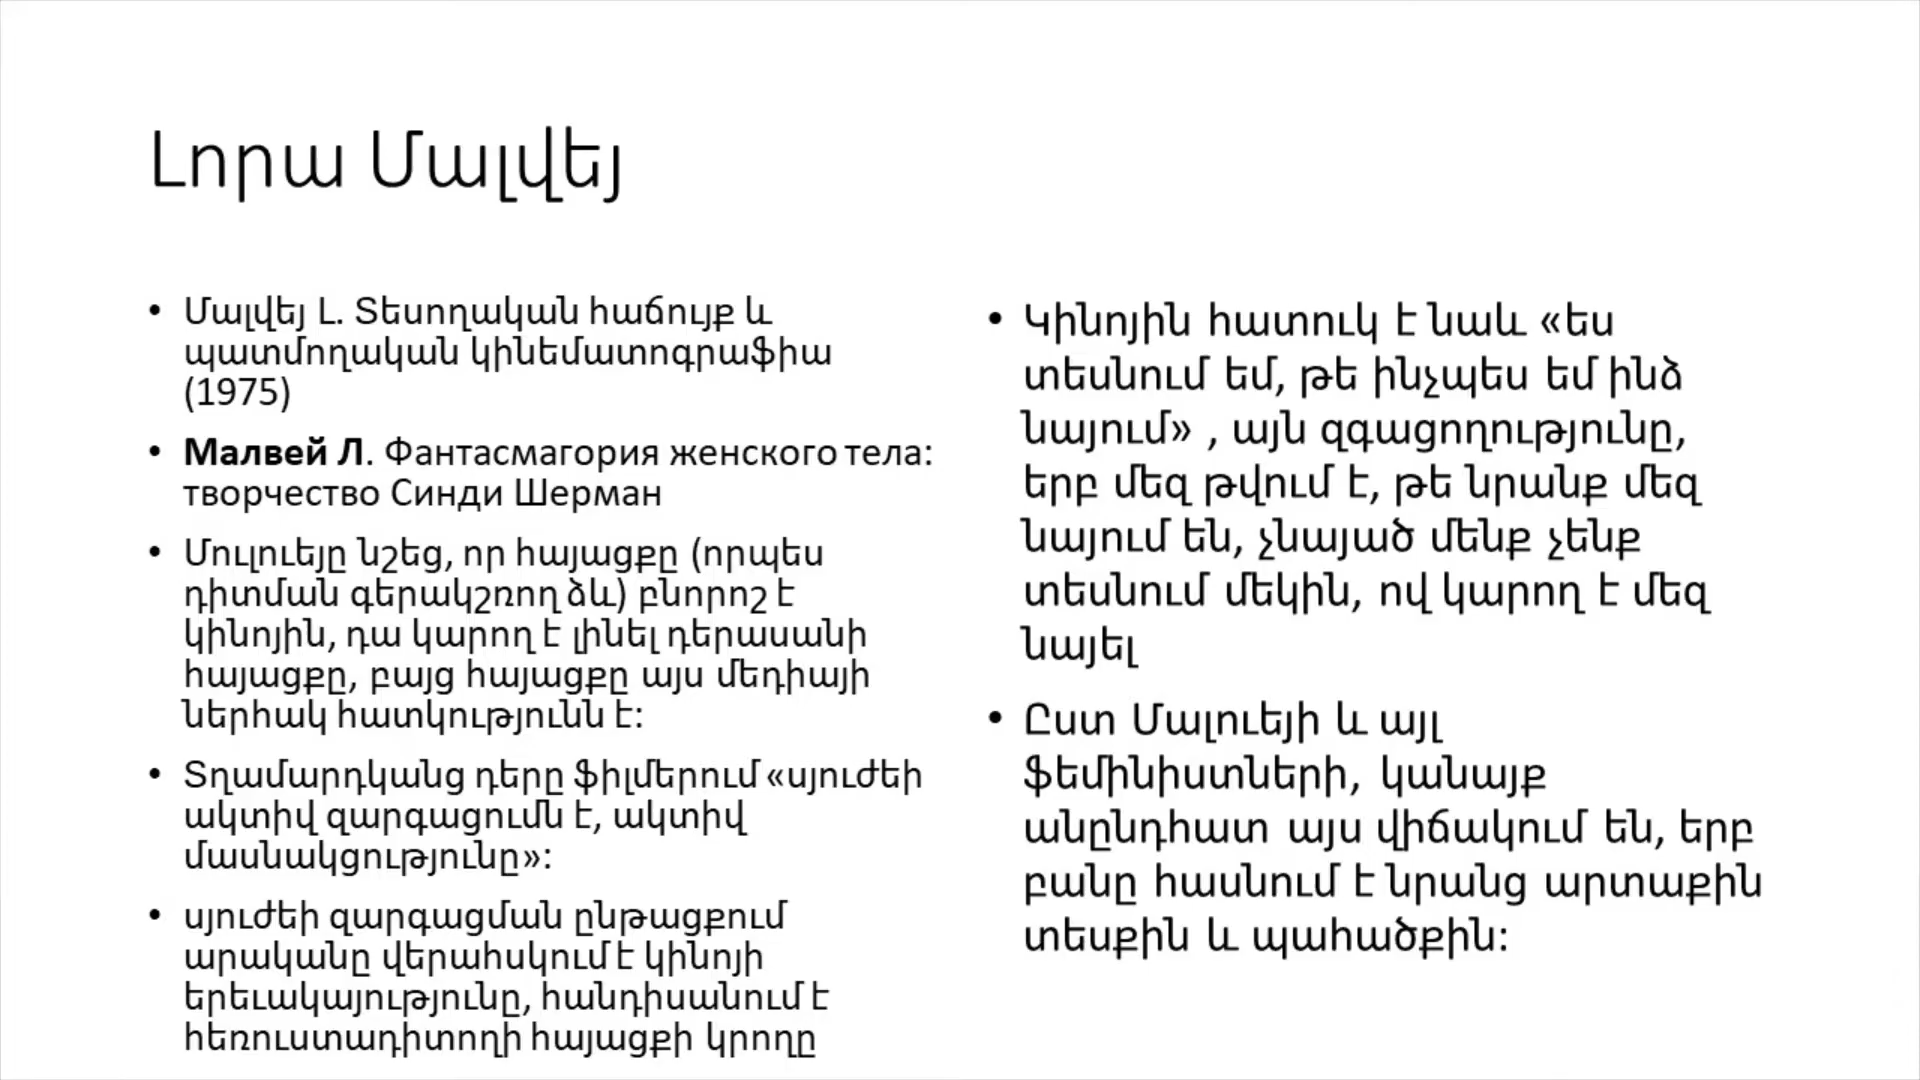 Լորա Մալվեյ
• Մալվեյ Լ. Տեսողական հաճույք և
պատմողական կինեմատոգրաֆիա
(1975)
• Малвей Л. Фантасмагория женского тела:
творчество Синди Шерман
• Մուլուեյը նշեց, որ հայացքը (որպես
դիտման գերակշռող ձև) բնորոշ է
կինոյին, դա կարող է լինել դերասանի
հայացքը, բայց հայացքը այս մեդիայի
ներհակ հատկությունն է:
• Տղամարդկանց դերը ֆիլմերում «սյուժեի
ակտիվ զարգացումն է, ակտիվ
մասնակցությունը»:
• սյուժեի զարգացման ընթացքում
արականը վերահսկում է կինոյի
երեւակայությունը, հանդիսանում է
հեռուստադիտողի հայացքի կրողը
• Կինոյին հատուկ է նաև «ես
տեսնում եմ, թե ինչպես եմ ինձ
նայում» , այն զգացողությունը,
երբ մեզ թվում է, թե նրանք մեզ
նայում են, չնայած մենք չենք
տեսնում մեկին, ով կարող է մեզ
նայել
• Ըստ Մալուեյի և այլ
ֆեմինիստների, կանայք
անընդհատ այս վիճակում են, երբ
բանը հասնում է նրանց արտաքին
տեսքին և պահածքին: